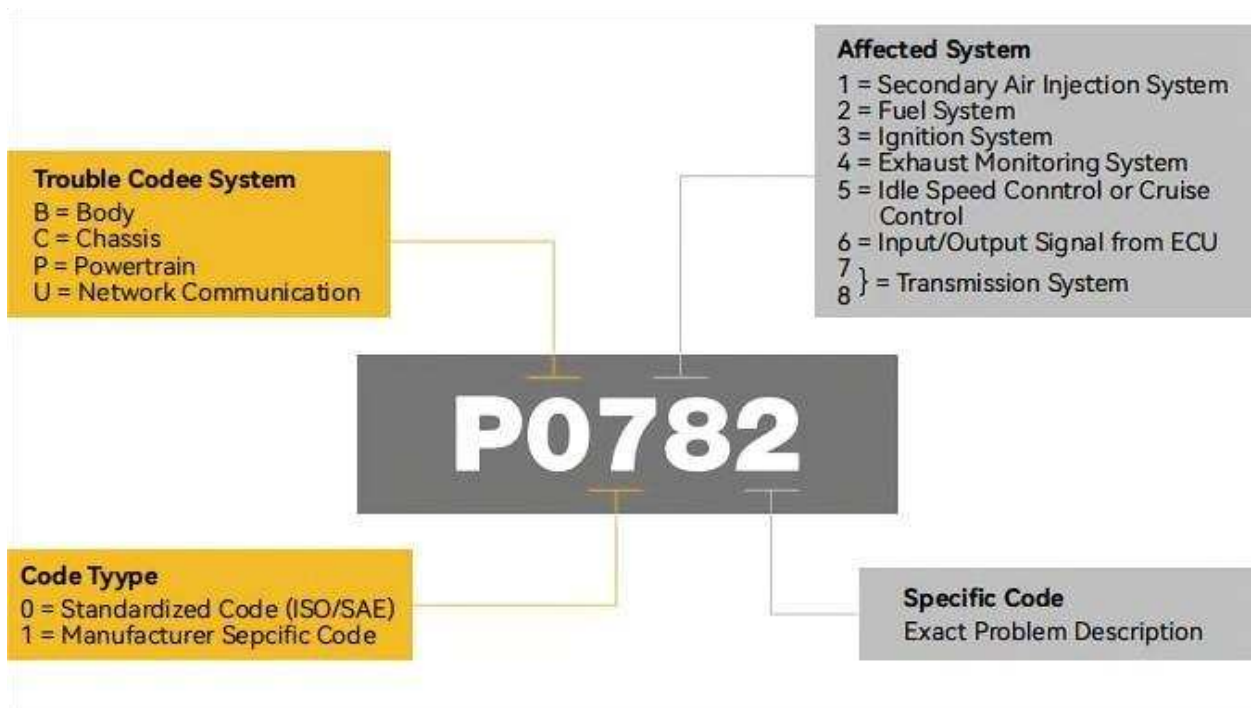 Affected System
1 = Secondary Air Injection System
2 = Fuel System
3 = Ignition System
4 = Exhaust Monitoring System
5 = Idle Speed Conntrol or Cruise
Control
6 = Input/Output Signal from ECU
7
8 } = Transmission System
Trouble Codee System
B = Body
C = Chassis
P = Powertrain
U = Network Communication
P0782
Code Tyype
0 = Standardized Code (ISO/SAE)
1 = Manufacturer Sepcific Code
Specific Code
Exact Problem Description